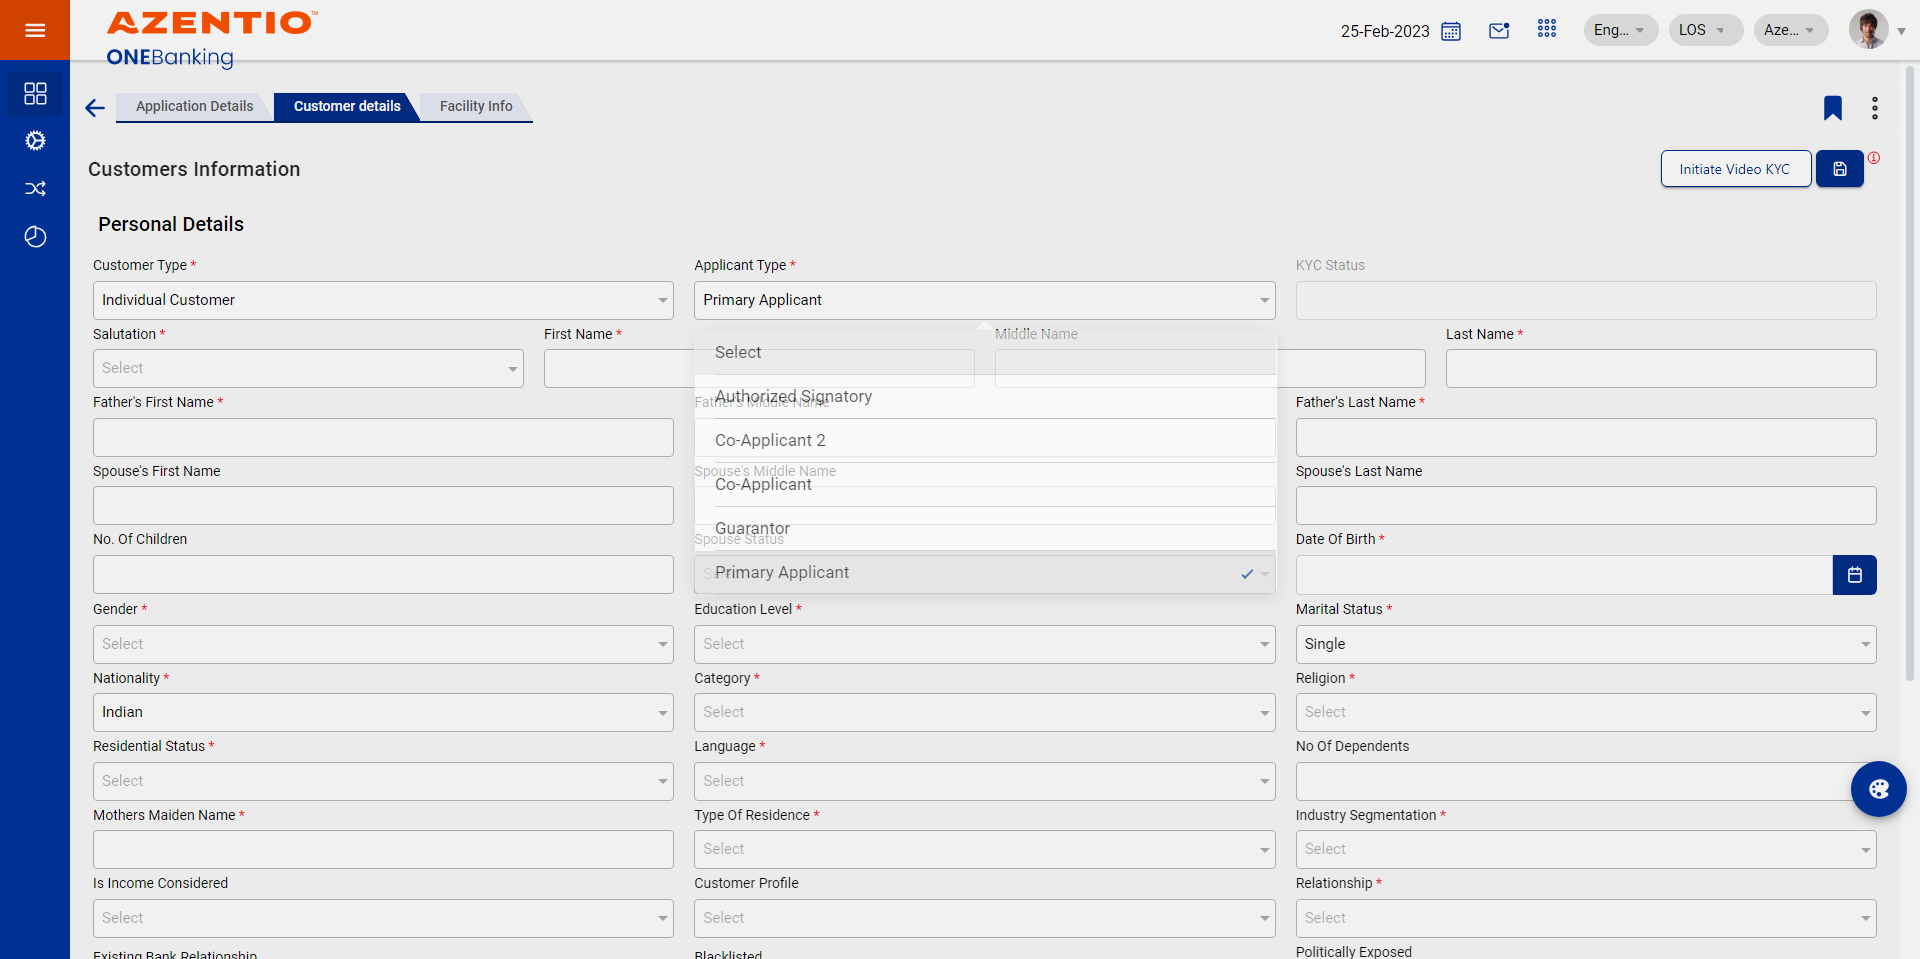 AZENTIO™
ONEBanking
25-Feb-2023
Eng...
LOS
Aze...
Application Details
Customer details
Facility Info
Customers Information
Initiate Video KYC
Personal Details
Customer Type *
Applicant Type *
KYC Status
Individual Customer
Primary Applicant
Salutation *
First Name *
Middle Name
Last Name *
Select
Select
Authorized Signatory
Father's First Name *
Father's Middle Name
Father's Last Name *
Co-Applicant 2
Spouse's First Name
Spouse's Middle Name
Spouse's Last Name
Co-Applicant
Guarantor
No. Of Children
Spouse Status
Date Of Birth *
Select
Primary Applicant
Gender *
Education Level *
Marital Status *
Select
Select
Single
Nationality *
Category *
Religion *
Indian
Select
Select
Residential Status *
Language *
No Of Dependents
Select
Select
Mothers Maiden Name *
Type Of Residence *
Industry Segmentation *
Select
Select
Is Income Considered
Customer Profile
Relationship *
Select
Select
Select
Existing Bank Relationship
Blacklisted
Politically Exposed